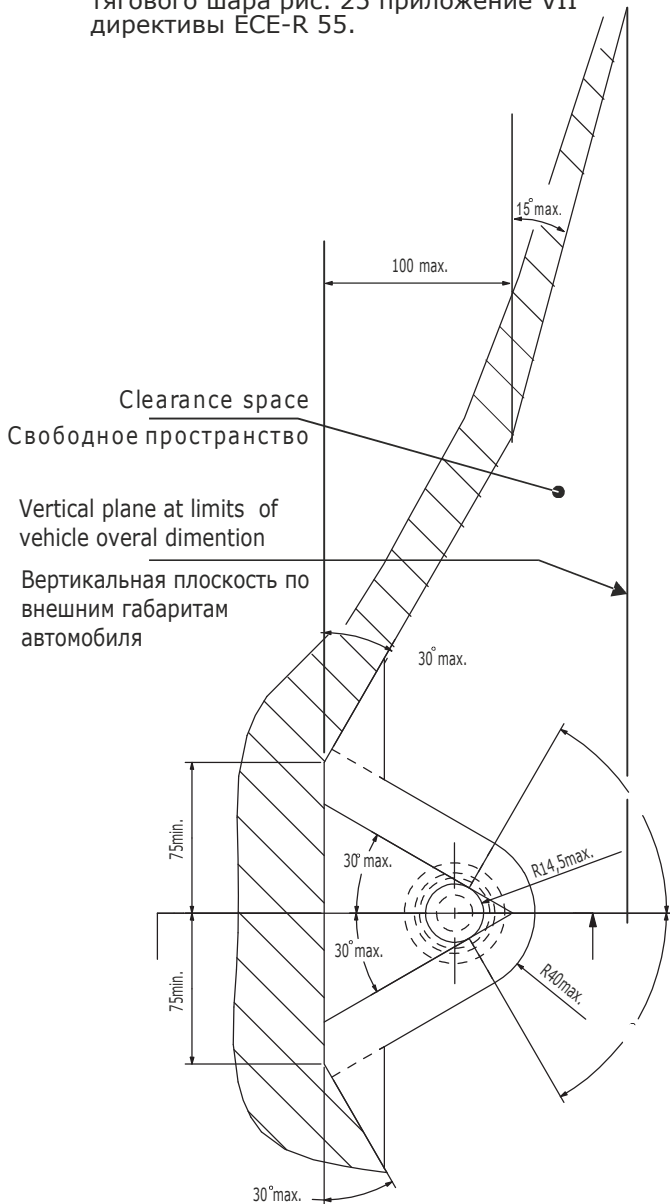 тягового шара рис. 25 приложение VII
директивы ECE-R 55.
15° max.
100 max.
Clearance space
Свободное пространство
Vertical plane at limits of
vehicle overal dimention
Вертикальная плоскость по
внешним габаритам
автомобиля
30° max.
75min.
30° max.
R14,5max.
30° max.
R40max.
75min.
30° max.